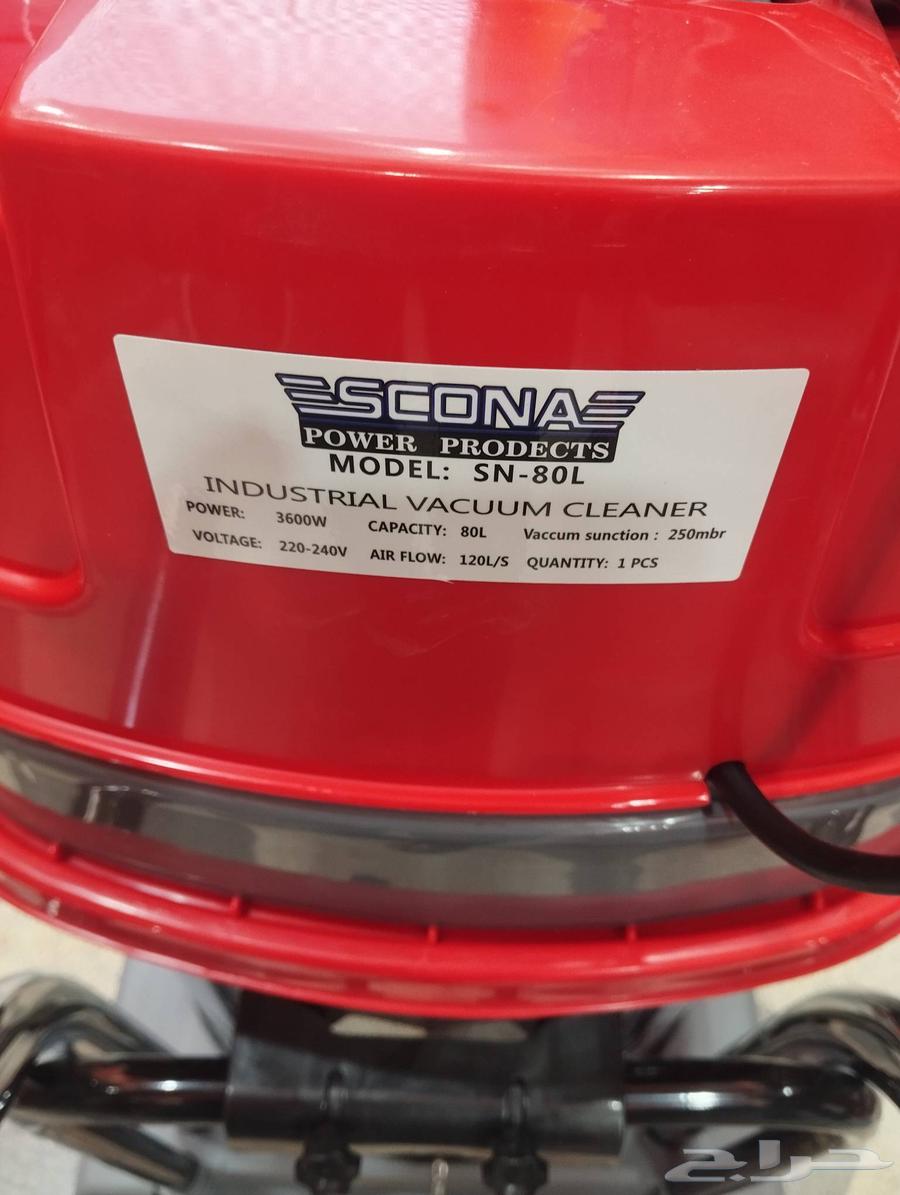 SCONA
POWER PRODECTS
MODEL: SN-80L
INDUSTRIAL VACUUM CLEANER
POWER: 3600W CAPACITY: 80L Vaccum sunction : 250mbr
VOLTAGE: 220-240V AIR FLOW: 120L/S QUANTITY: 1 PCS
حراج